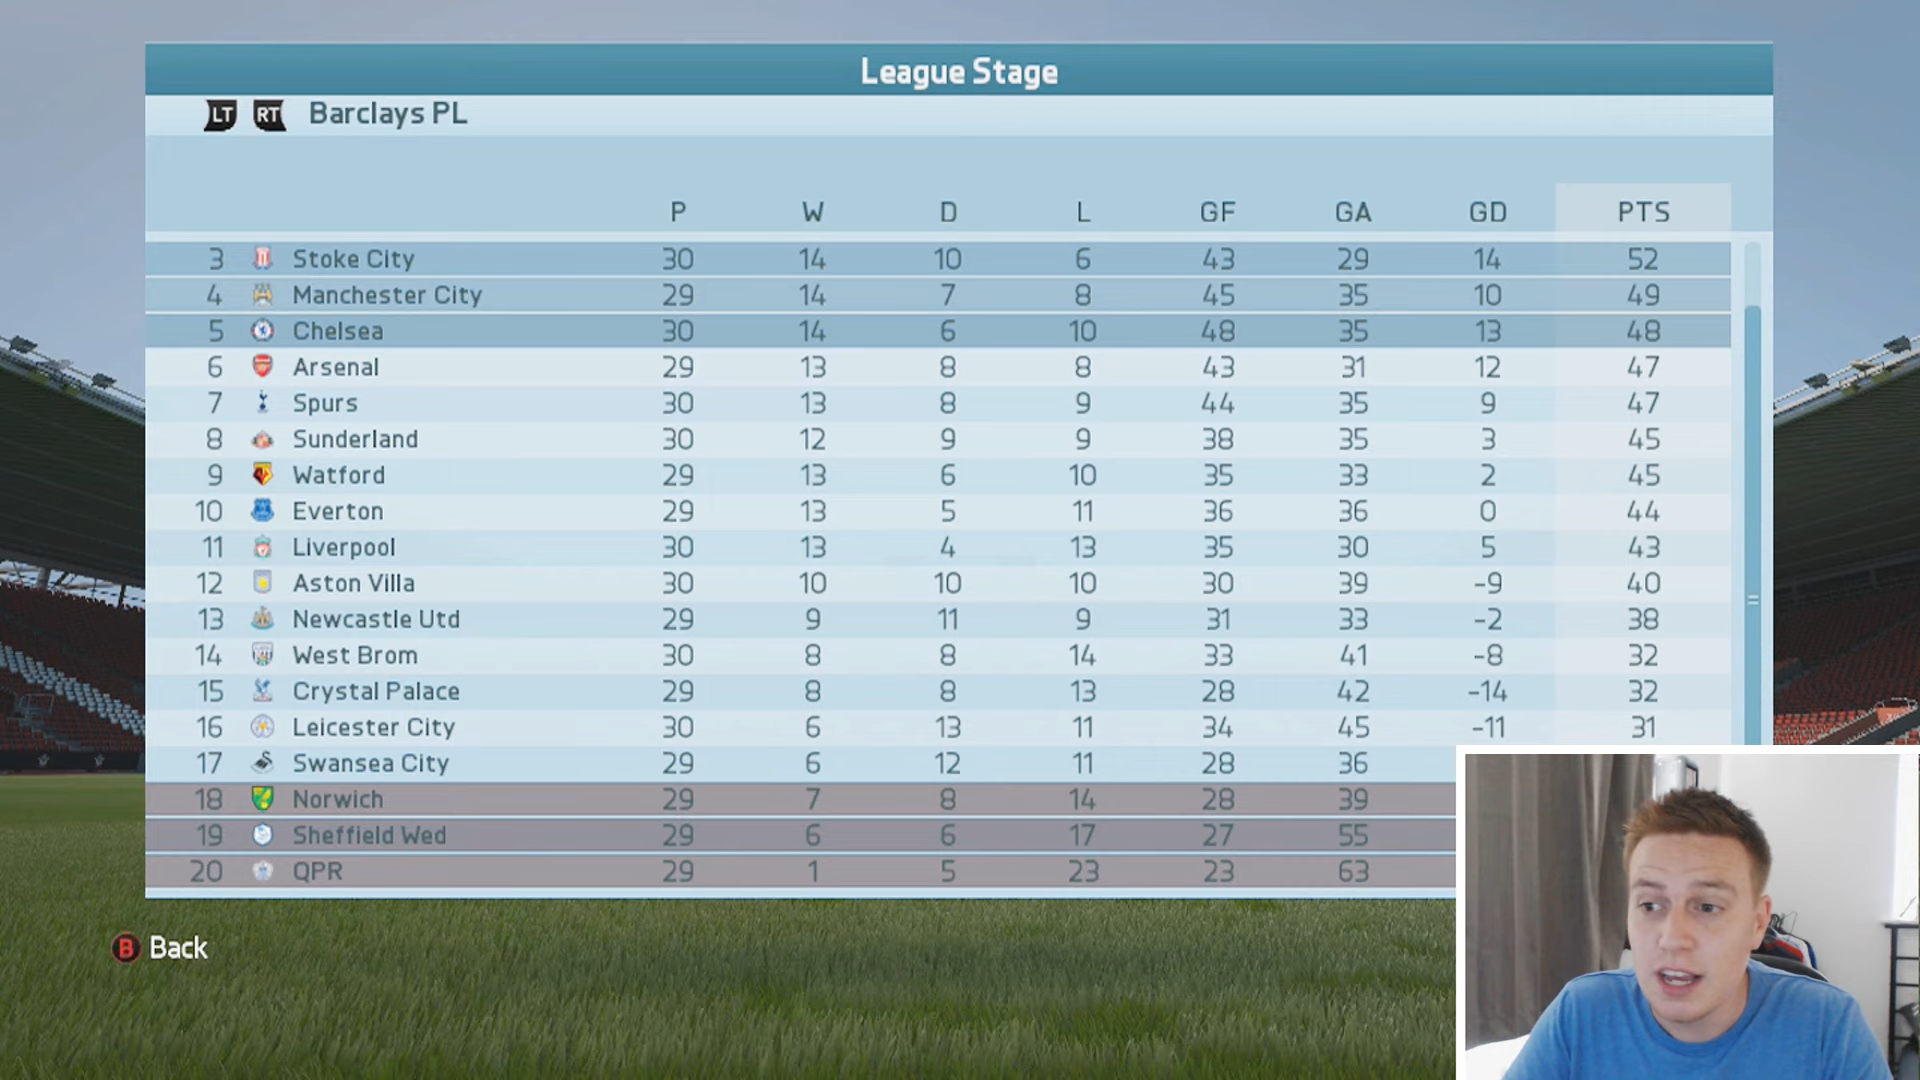 League Stage
LT RT Barclays PL
P W D L GF GA GD PTS
3 Stoke City 30 14 10 6 43 29 14 52
4 Manchester City 29 14 7 8 45 35 10 49
5 Chelsea 30 14 6 10 48 35 13 48
6 Arsenal 29 13 8 8 43 31 12 47
7 Spurs 30 13 8 9 44 35 9 47
8 Sunderland 30 12 9 9 38 35 3 45
9 Watford 29 13 6 10 35 33 2 45
10 Everton 29 13 5 11 36 36 0 44
11 Liverpool 30 13 4 13 35 30 5 43
12 Aston Villa 30 10 10 10 30 39 -9 40
13 Newcastle Utd 29 9 11 9 31 33 -2 38
14 West Brom 30 8 8 14 33 41 -8 32
15 Crystal Palace 29 8 8 13 28 42 -14 32
16 Leicester City 30 6 13 11 34 45 -11 31
17 Swansea City 29 6 12 11 28 36
18 Norwich 29 7 8 14 28 39
19 Sheffield Wed 29 6 6 17 27 55
20 QPR 29 1 5 23 23 63
B Back